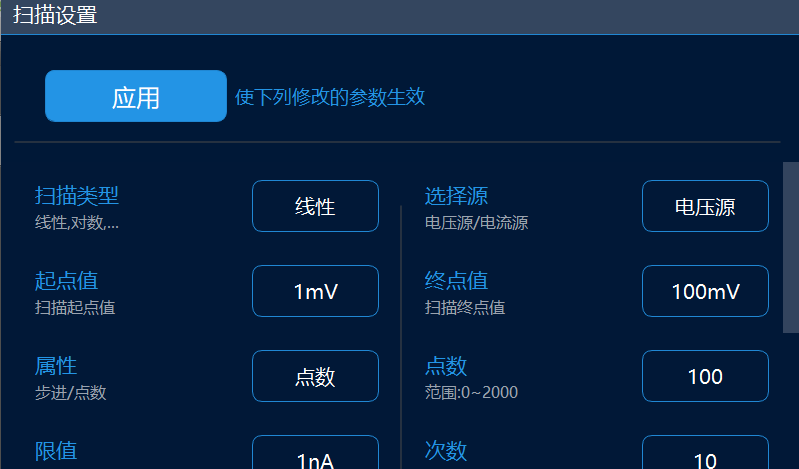 扫描设置
应用 使下列修改的参数生效
扫描类型
线性,对数,...
线性
选择源
电压源/电流源
电压源
起点值
扫描起点值
1mV
终点值
扫描终点值
100mV
属性
步进/点数
点数
点数
范围:0~2000
100
限值
1nA
次数
10